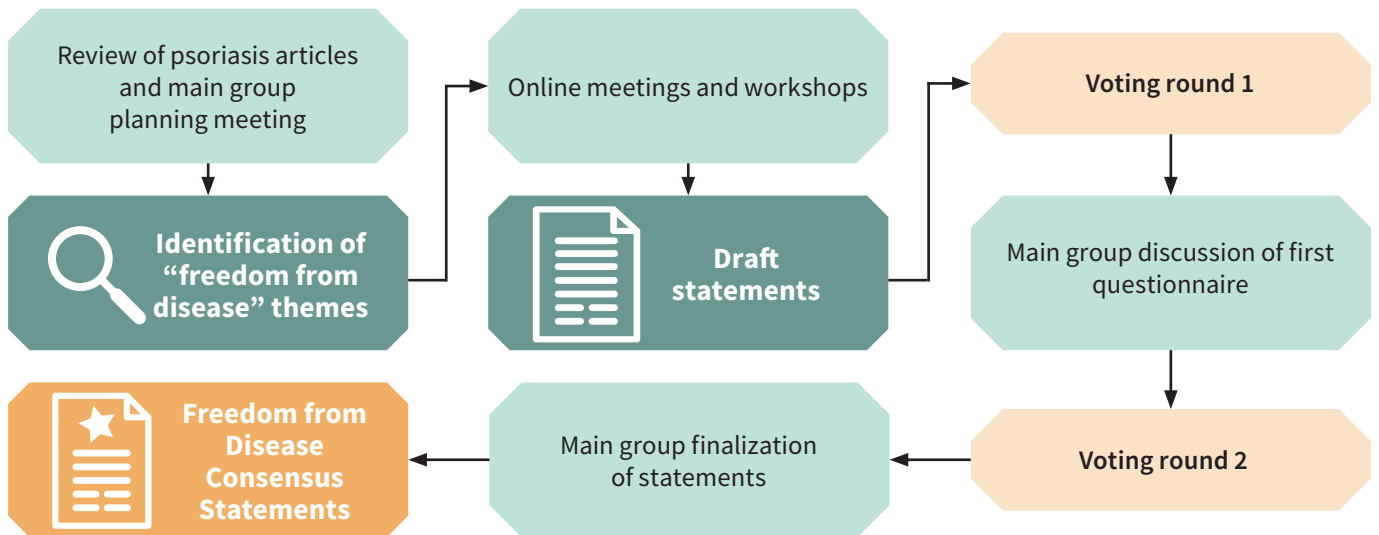 Review of psoriasis articles
and main group
planning meeting
Identification of
“freedom from
disease” themes
Online meetings and workshops
Draft
statements
Voting round 1
Main group discussion of first
questionnaire
Voting round 2
Main group finalization
of statements
Freedom from
Disease
Consensus
Statements